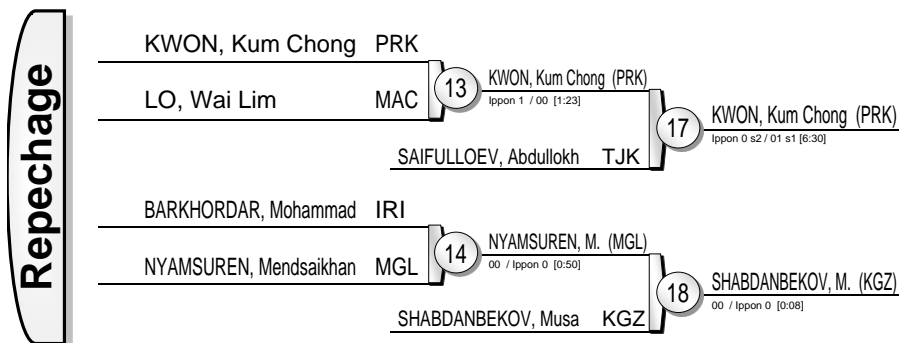 Repechage
KWON, Kum Chong PRK
LO, Wai Lim MAC
13
KWON, Kum Chong (PRK)
Ippon 1 / 00 [1:23]
SAIFULLOEV, Abdullokh TJK
17
KWON, Kum Chong (PRK)
Ippon 0 s2 / 01 s1 [6:30]
BARKHORDAR, Mohammad IRI
NYAMSUREN, Mendsaikhan MGL
14
NYAMSUREN, M. (MGL)
00 / Ippon 0 [0:50]
SHABDANBEKOV, Musa KGZ
18
SHABDANBEKOV, M. (KGZ)
00 / Ippon 0 [0:08]